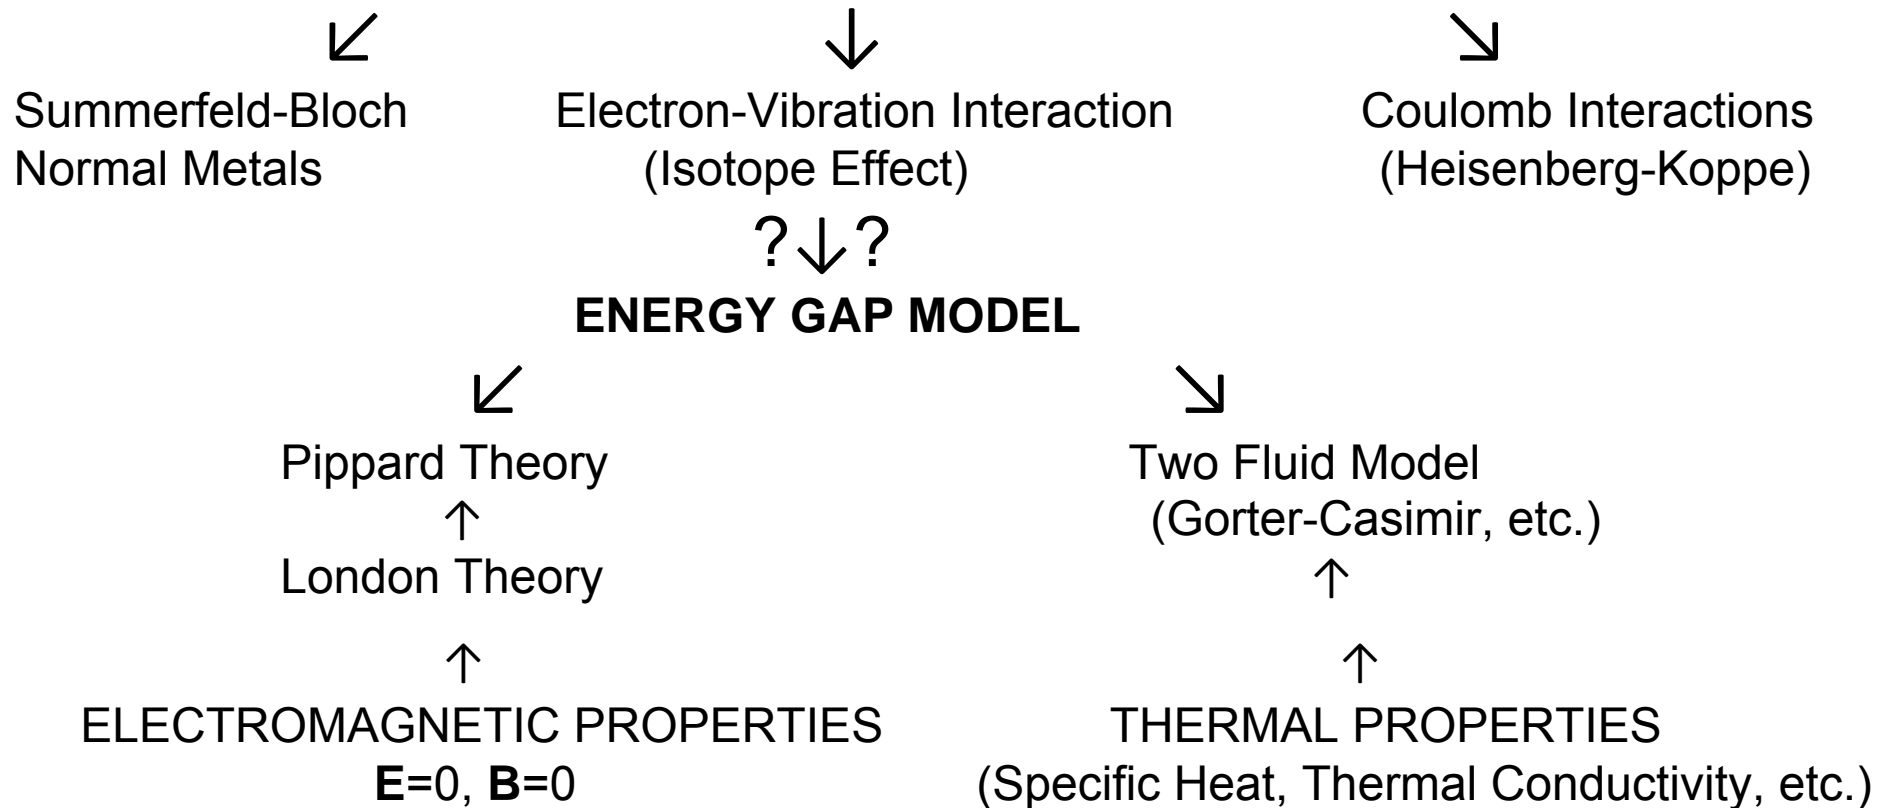 ↙ ↓ ↘
Summerfeld-Bloch
Normal Metals
Electron-Vibration Interaction
(Isotope Effect)
Coulomb Interactions
(Heisenberg-Koppe)
?↓?
ENERGY GAP MODEL
↙ ↘
Pippard Theory
↑
London Theory
↑
ELECTROMAGNETIC PROPERTIES
E=0, B=0
Two Fluid Model
(Gorter-Casimir, etc.)
↑
↑
THERMAL PROPERTIES
(Specific Heat, Thermal Conductivity, etc.)